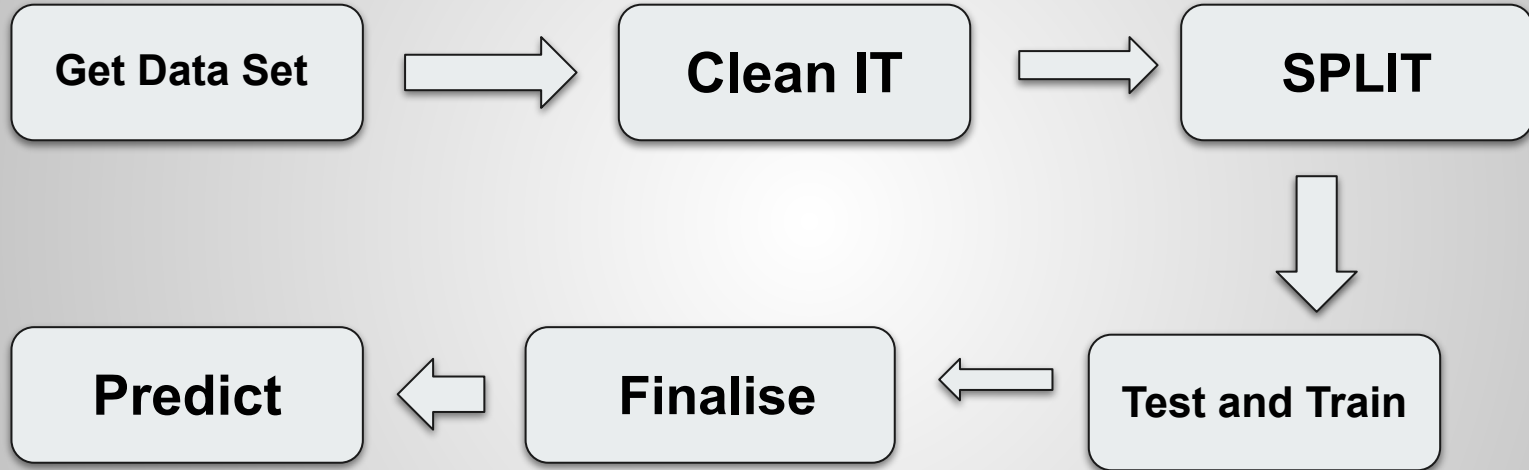 Get Data Set
Clean IT
SPLIT
Test and Train
Finalise
Predict